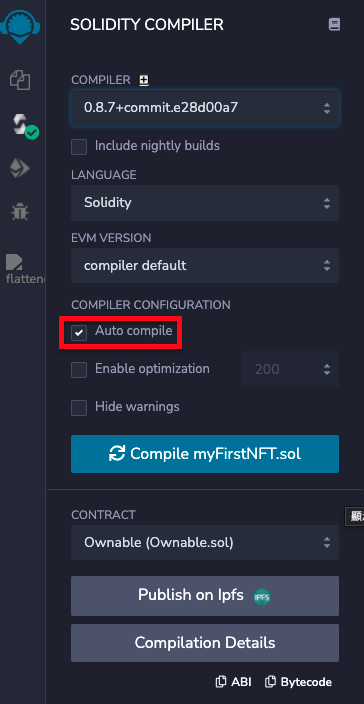 SOLIDITY COMPILER
COMPILER
0.8.7+commit.e28d00a7
Include nightly builds
LANGUAGE
Solidity
EVM VERSION
compiler default
COMPILER CONFIGURATION
Auto compile
Enable optimization
200
Hide warnings
Compile myFirstNFT.sol
CONTRACT
Ownable (Ownable.sol)
Publish on Ipfs
IPFS
Compilation Details
ABI
Bytecode
flattene